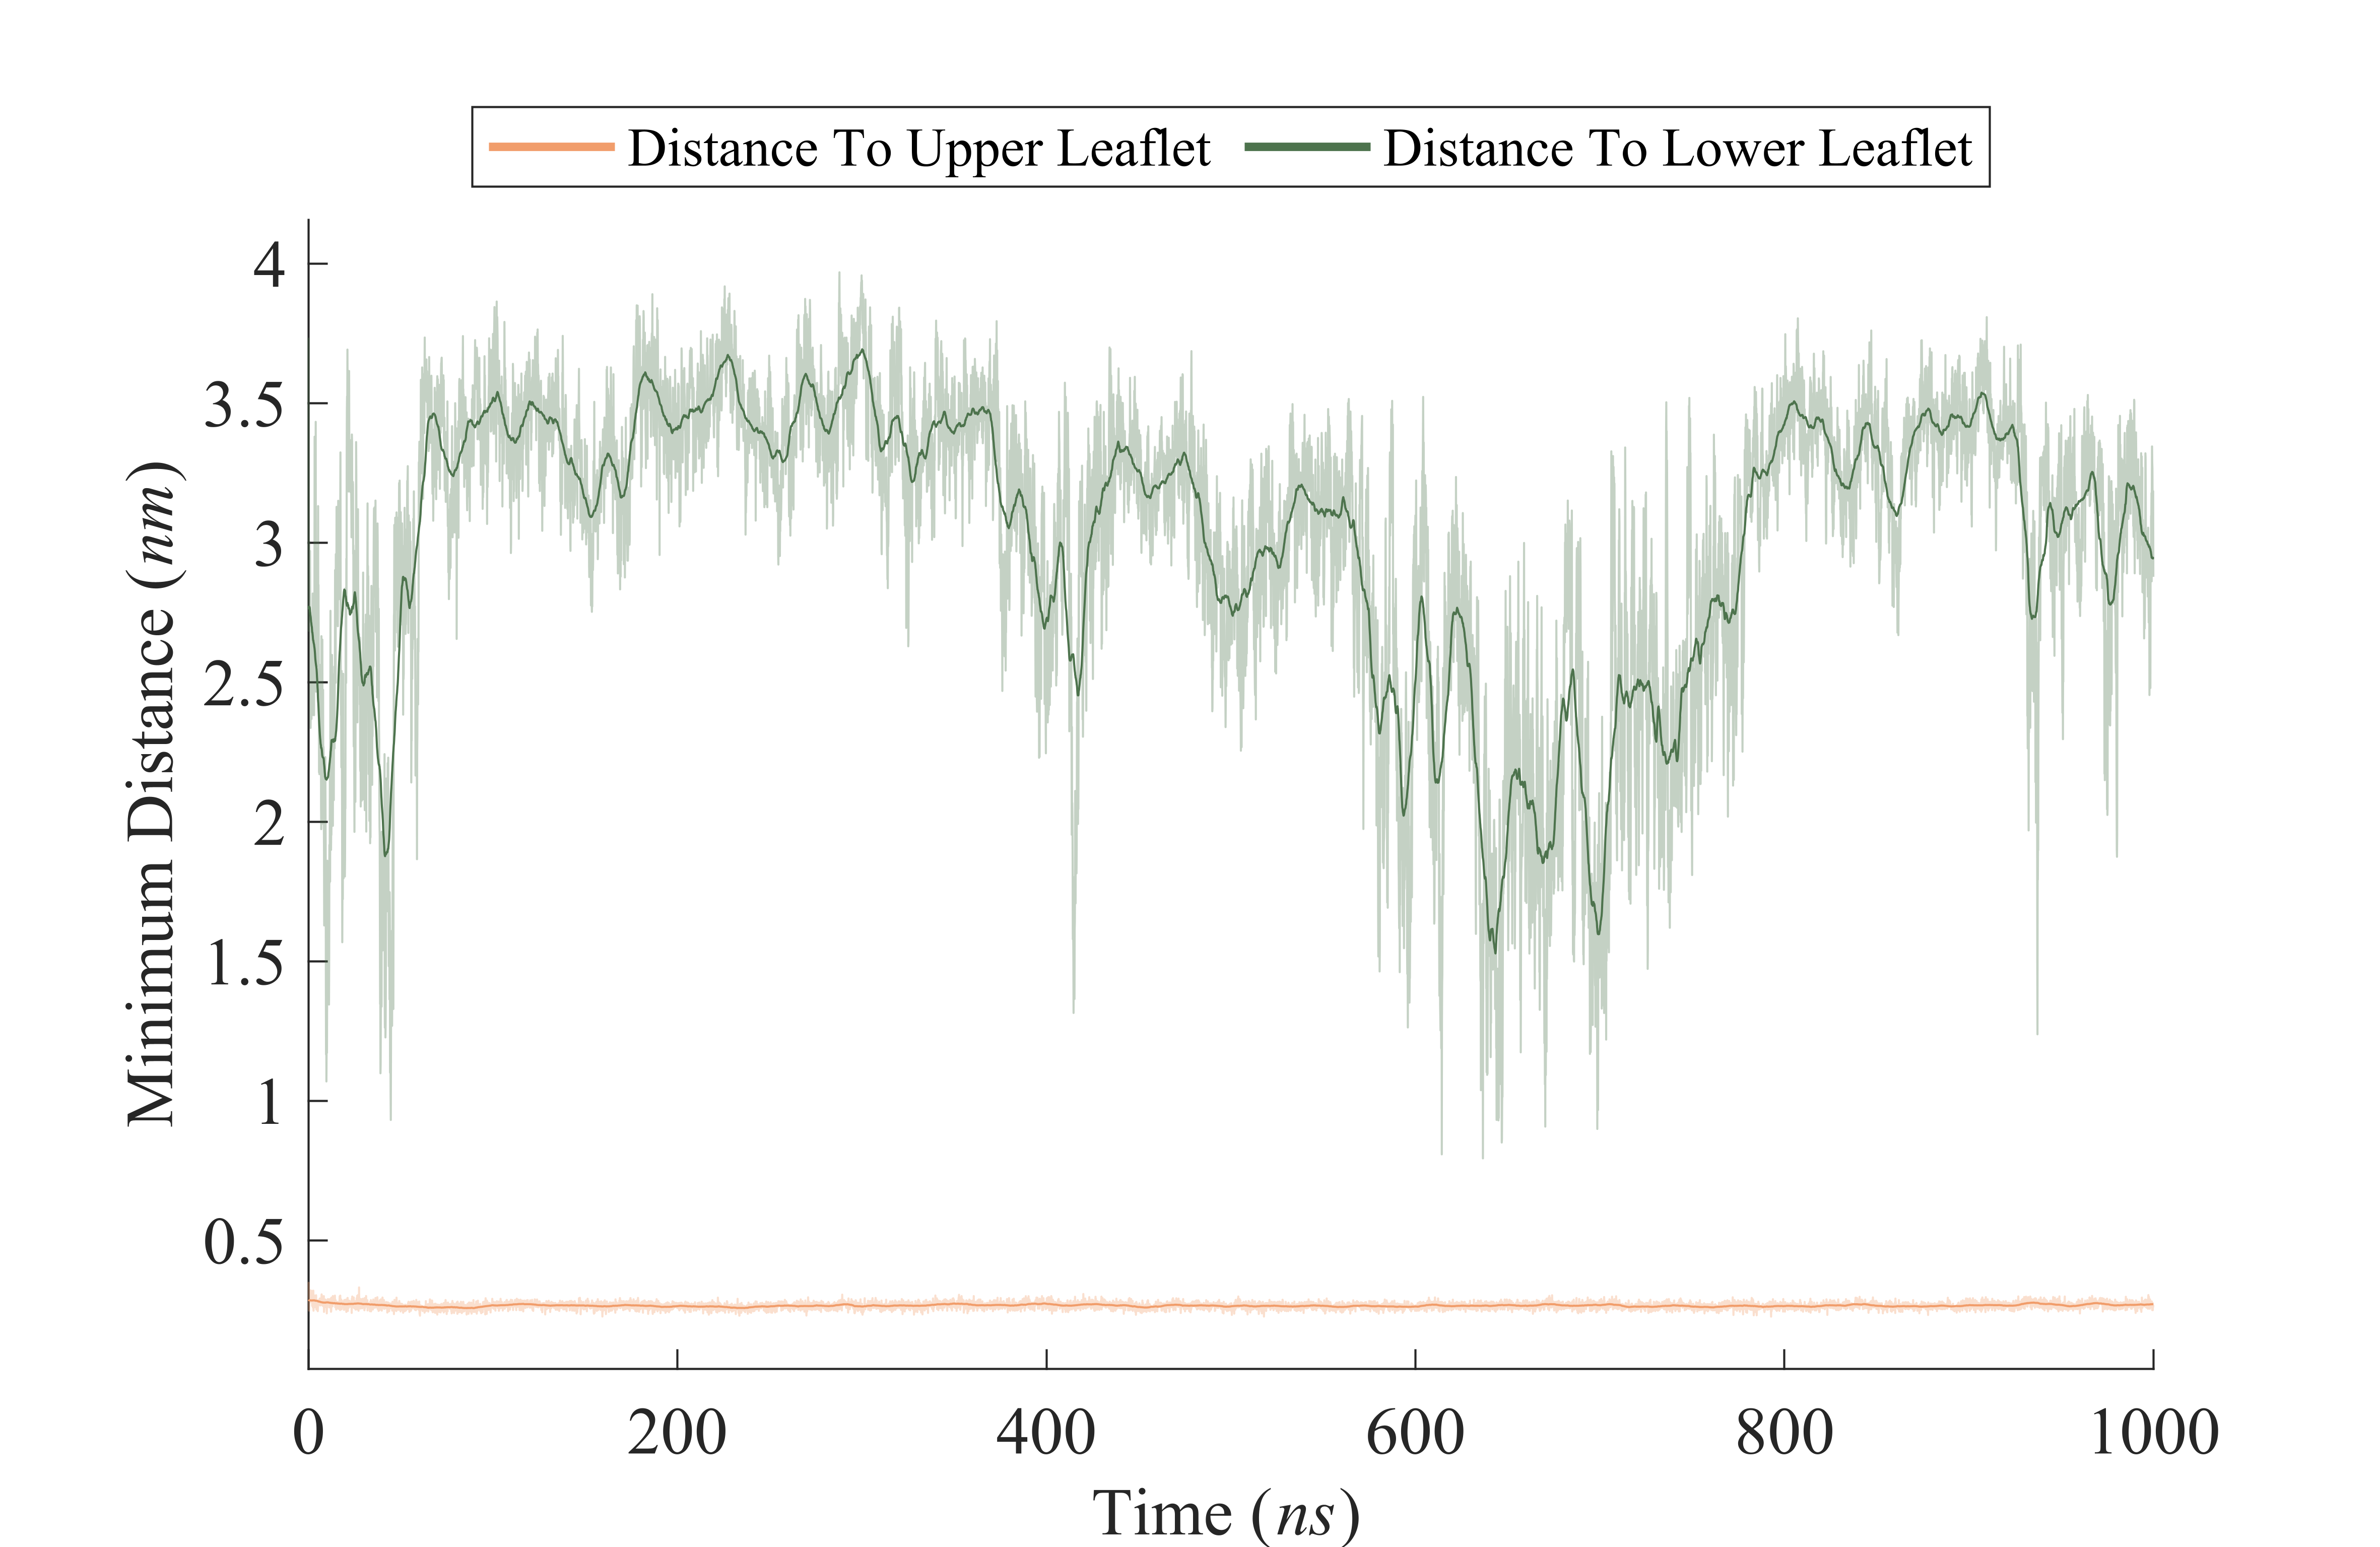 Distance To Upper Leaflet Distance To Lower Leaflet
4
3.5
3
2.5
2
1.5
1
0.5
Minimum Distance (nm)
0 200 400 600 800 1000
Time (ns)